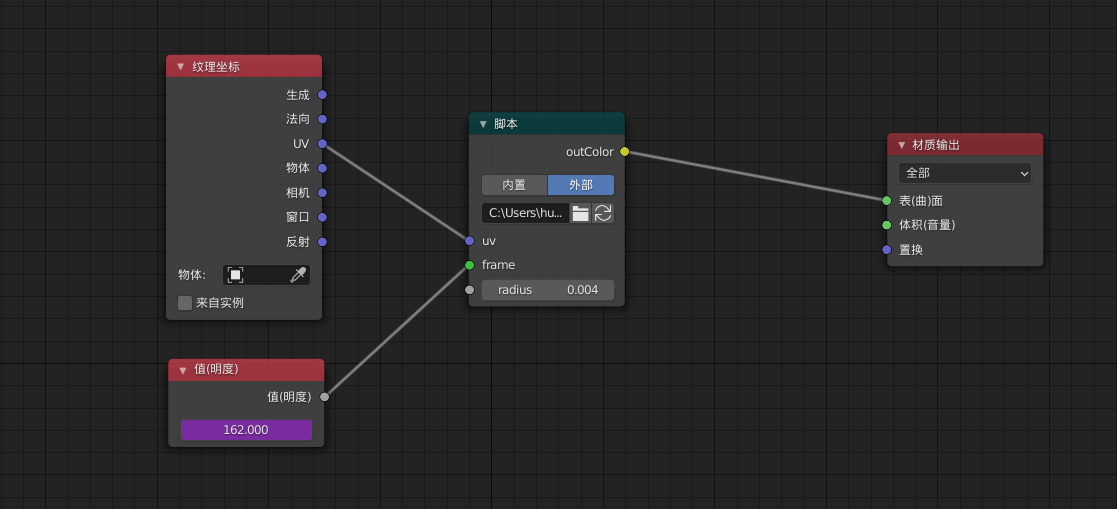 纹理坐标
生成
法向
UV
物体
相机
窗口
反射
物体:
来自实例
值(明度)
值(明度)
162.000
脚本
outColor
内置 外部
C:\Users\hu...
uv
frame
radius 0.004
材质输出
全部
表(曲)面
体积(音量)
置换